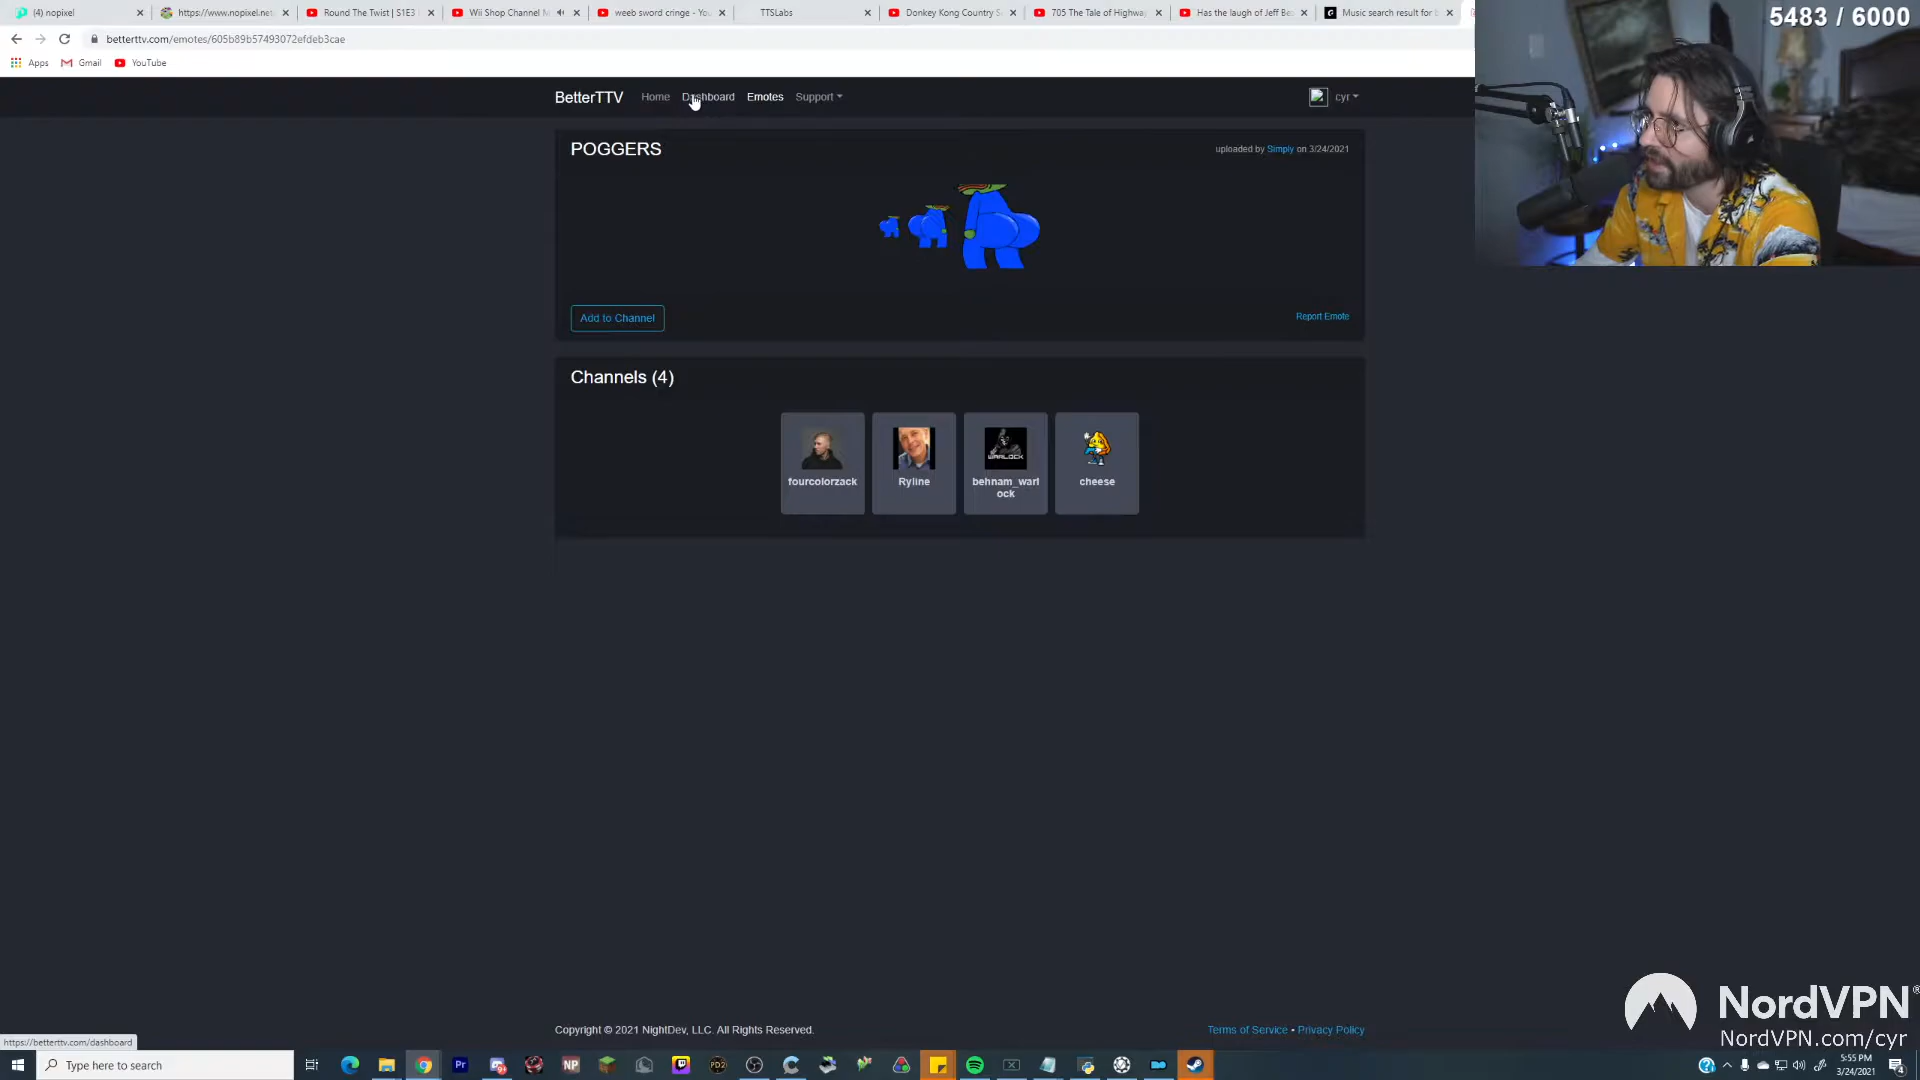 (4) nopixel
https://www.nopixel.net
Round The Twist | S1E3
Wii Shop Channel M
weeb sword cringe - You
TTSLabs
Donkey Kong Country S
705 The Tale of Highway
Has the laugh of Jeff Be
Music search result for b
5483 / 6000
betterttv.com/emotes/605b89b57493072efdeb3cae
Apps
Gmail
YouTube
BetterTTV
Home
Dashboard
Emotes
Support
cyr
POGGERS
uploaded by Simply on 3/24/2021
Add to Channel
Report Emote
Channels (4)
fourcolorzack
Ryline
behnam_warl
ock
cheese
WARLOCK
Copyright © 2021 NightDev, LLC. All Rights Reserved.
Terms of Service • Privacy Policy
NordVPN®
NordVPN.com/cyr
https://betterttv.com/dashboard
Type here to search
Pr
NP
PD2
5:55 PM
3/24/2021